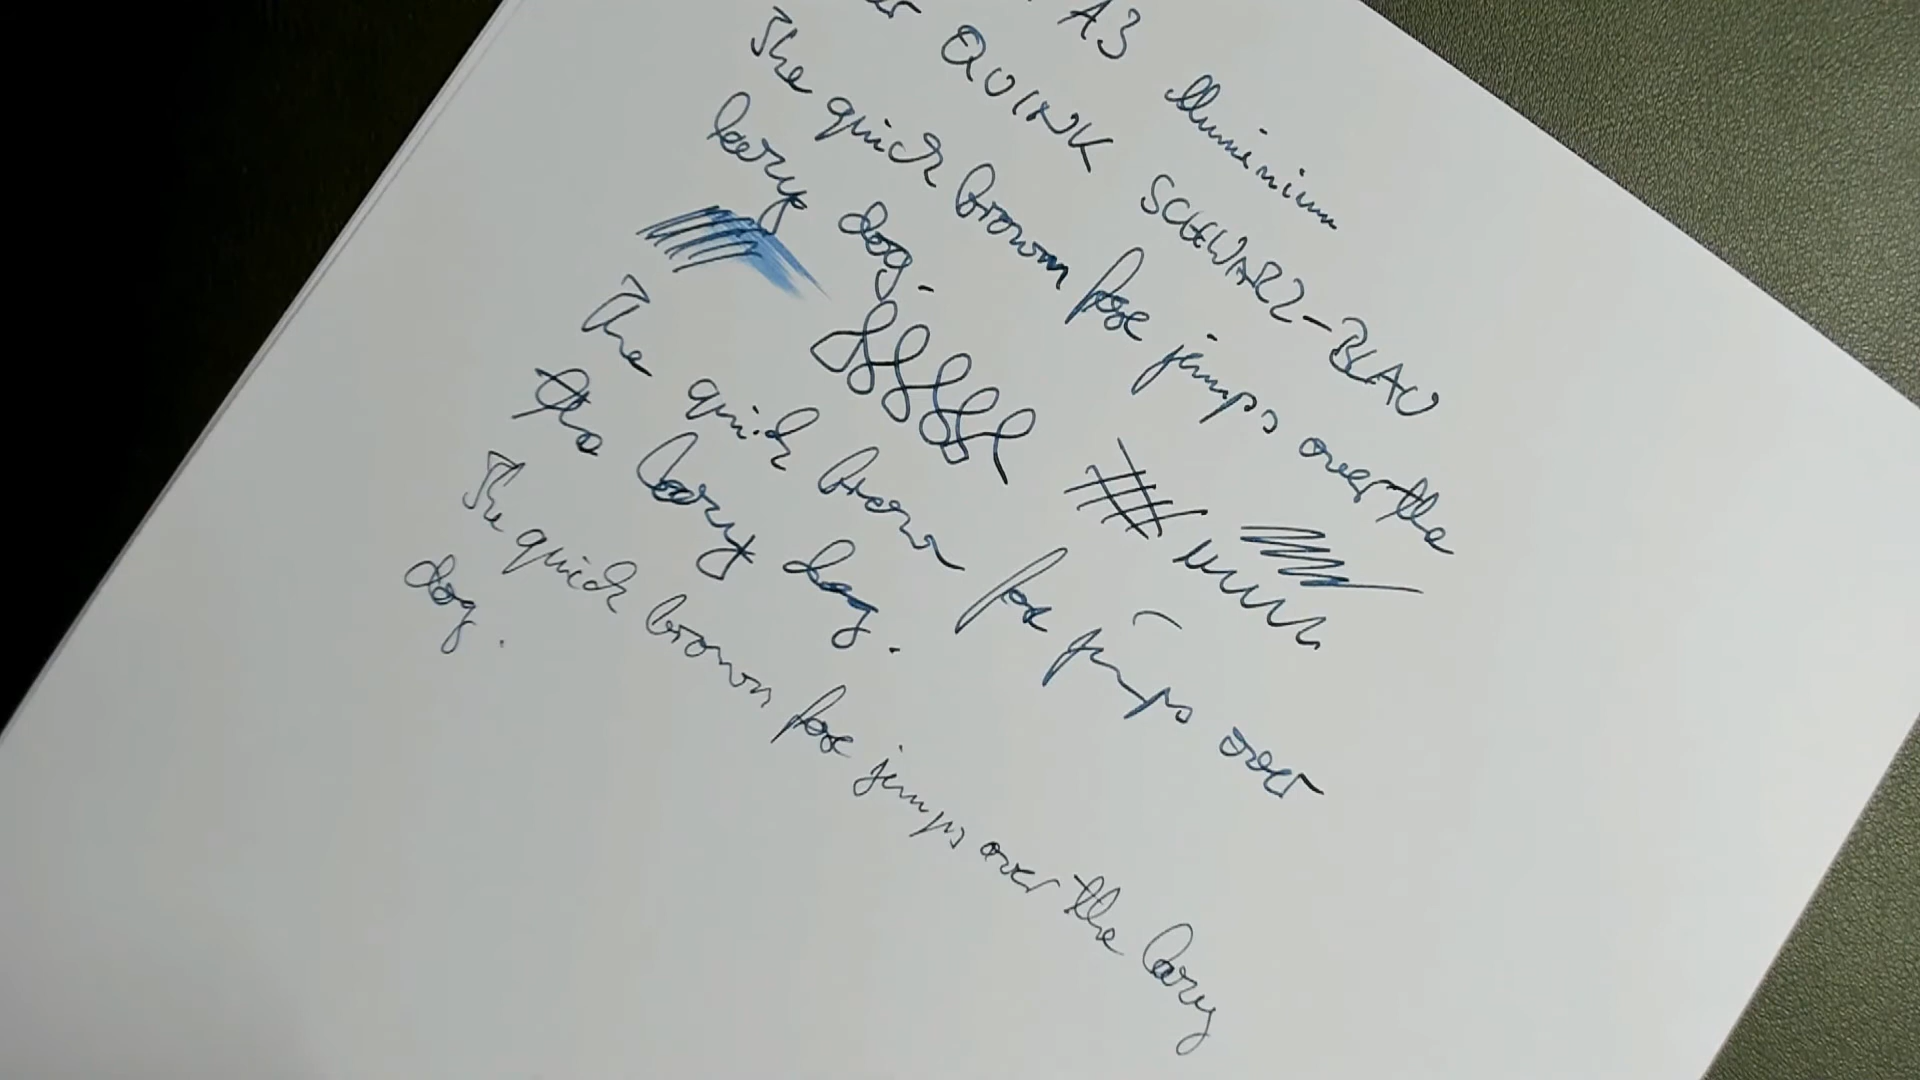 A3 Aluminium
QUINK SCHWARZ-BLAU
The quick brown fox jumps over the
lazy dog.
The quick brown fox jumps over
the lazy dog.
The quick brown fox jumps over the lazy
dog.